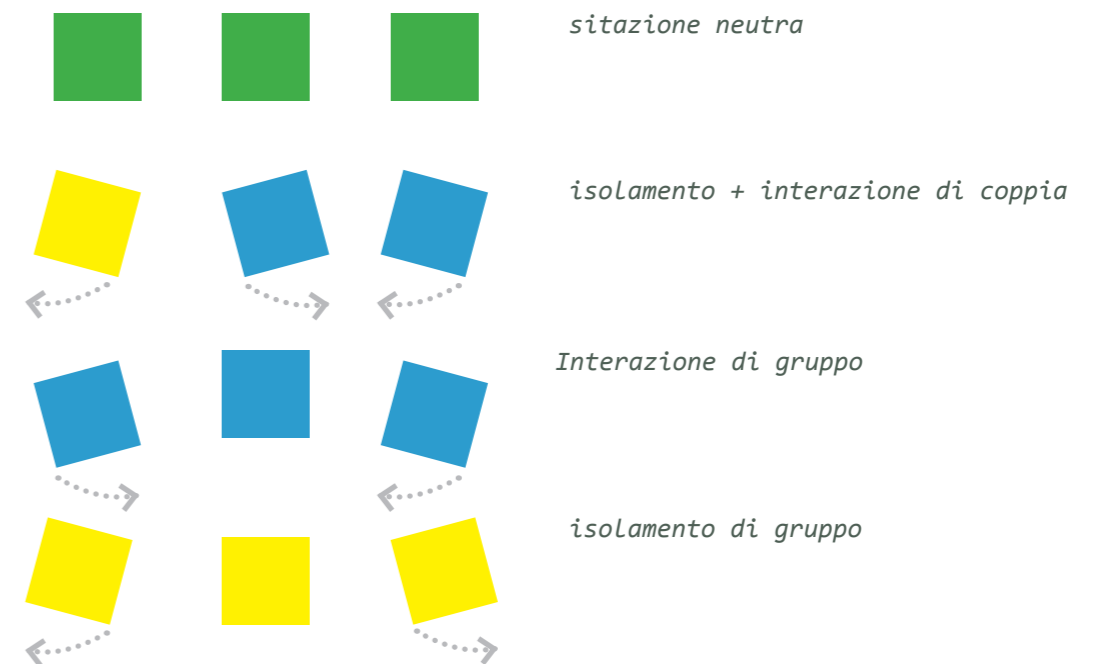 sitazione neutra
isolamento + interazione di coppia
Interazione di gruppo
isolamento di gruppo